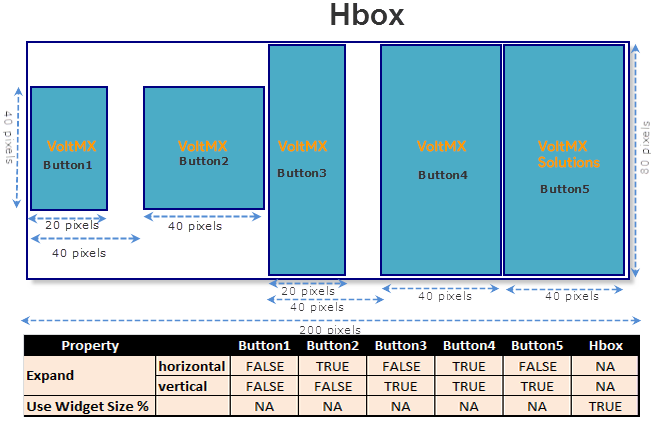 Hbox
40 pixels
VoltMX
Button1
VoltMX
Button2
VoltMX
Button3
VoltMX
Button4
VoltMX
Solutions
Button5
80 pixels
20 pixels
40 pixels
40 pixels
20 pixels
40 pixels
40 pixels
40 pixels
200 pixels
Property Button1 Button2 Button3 Button4 Button5 Hbox
Expand horizontal FALSE TRUE FALSE TRUE FALSE NA
vertical FALSE FALSE TRUE TRUE TRUE NA
Use Widget Size % NA NA NA NA NA TRUE